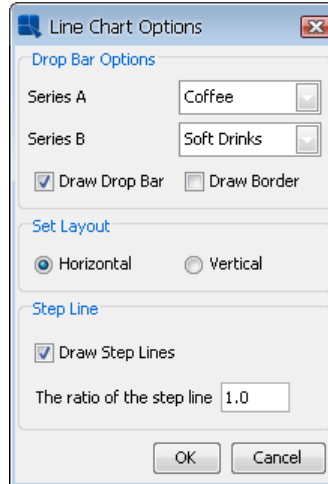 Line Chart Options
Drop Bar Options
Series A Coffee
Series B Soft Drinks
Draw Drop Bar Draw Border
Set Layout
Horizontal Vertical
Step Line
Draw Step Lines
The ratio of the step line 1.0
OK Cancel